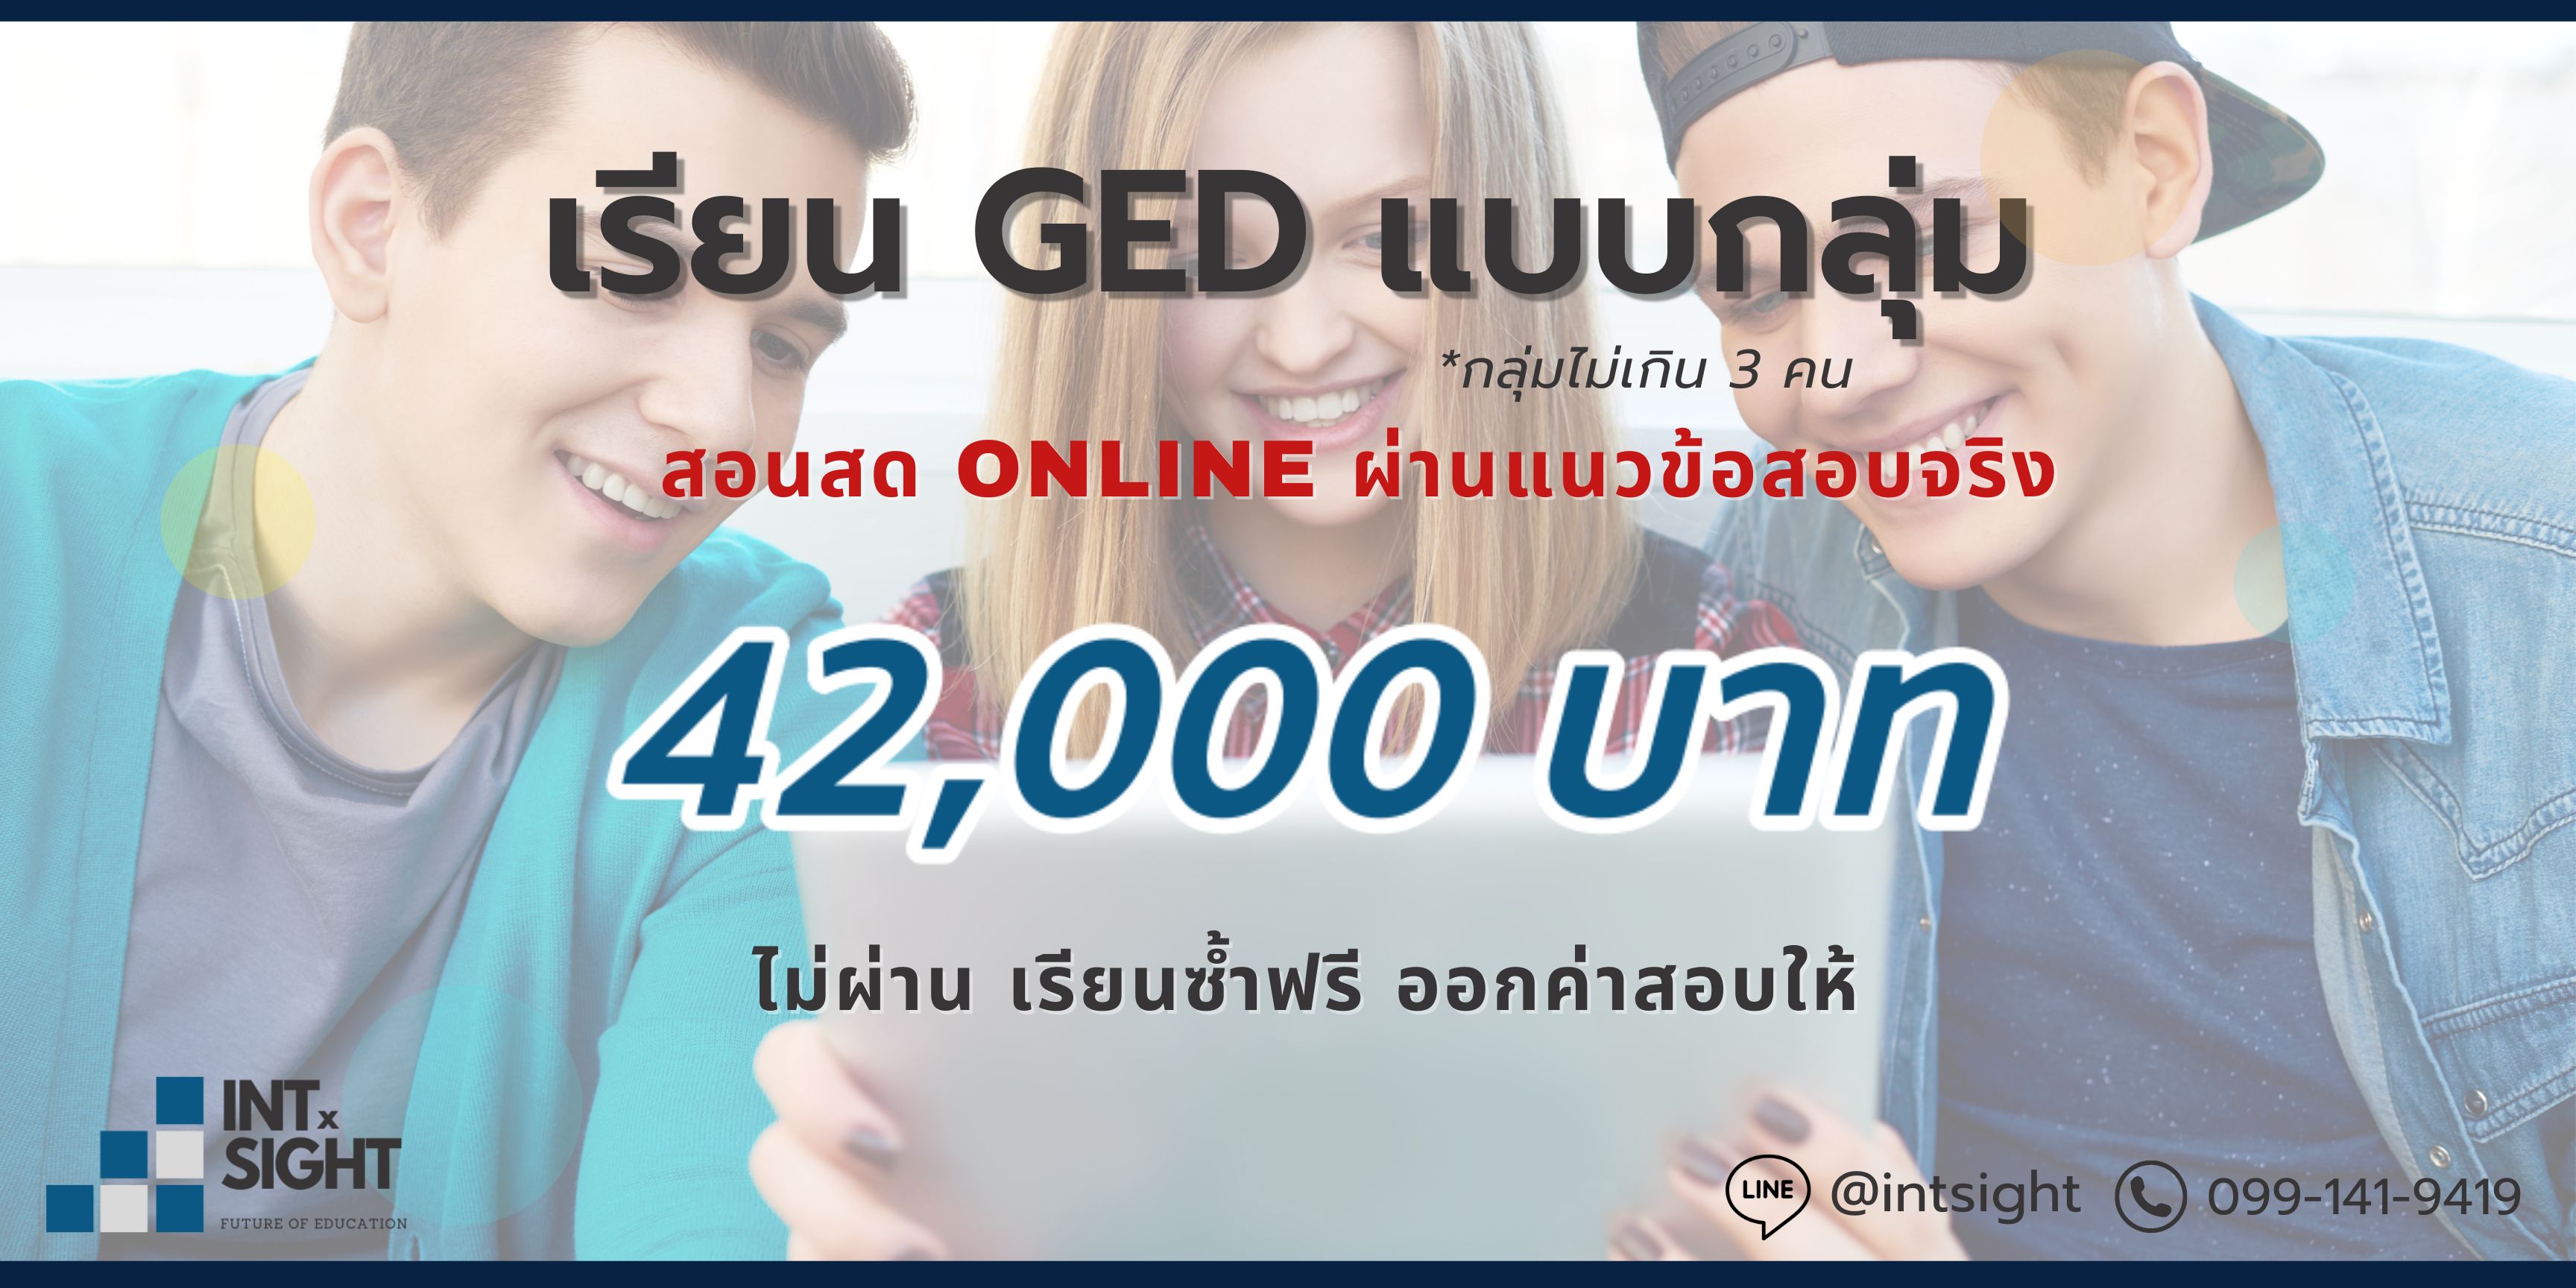 เรียน GED แบบกลุ่ม
*กลุ่มไม่เกิน 3 คน
สอนสด ONLINE ผ่านแนวข้อสอบจริง
42,000 บาท
ไม่ผ่าน เรียนซ้ำฟรี ออกค่าสอบให้
INT x
SIGHT
FUTURE OF EDUCATION
LINE @intsight 099-141-9419